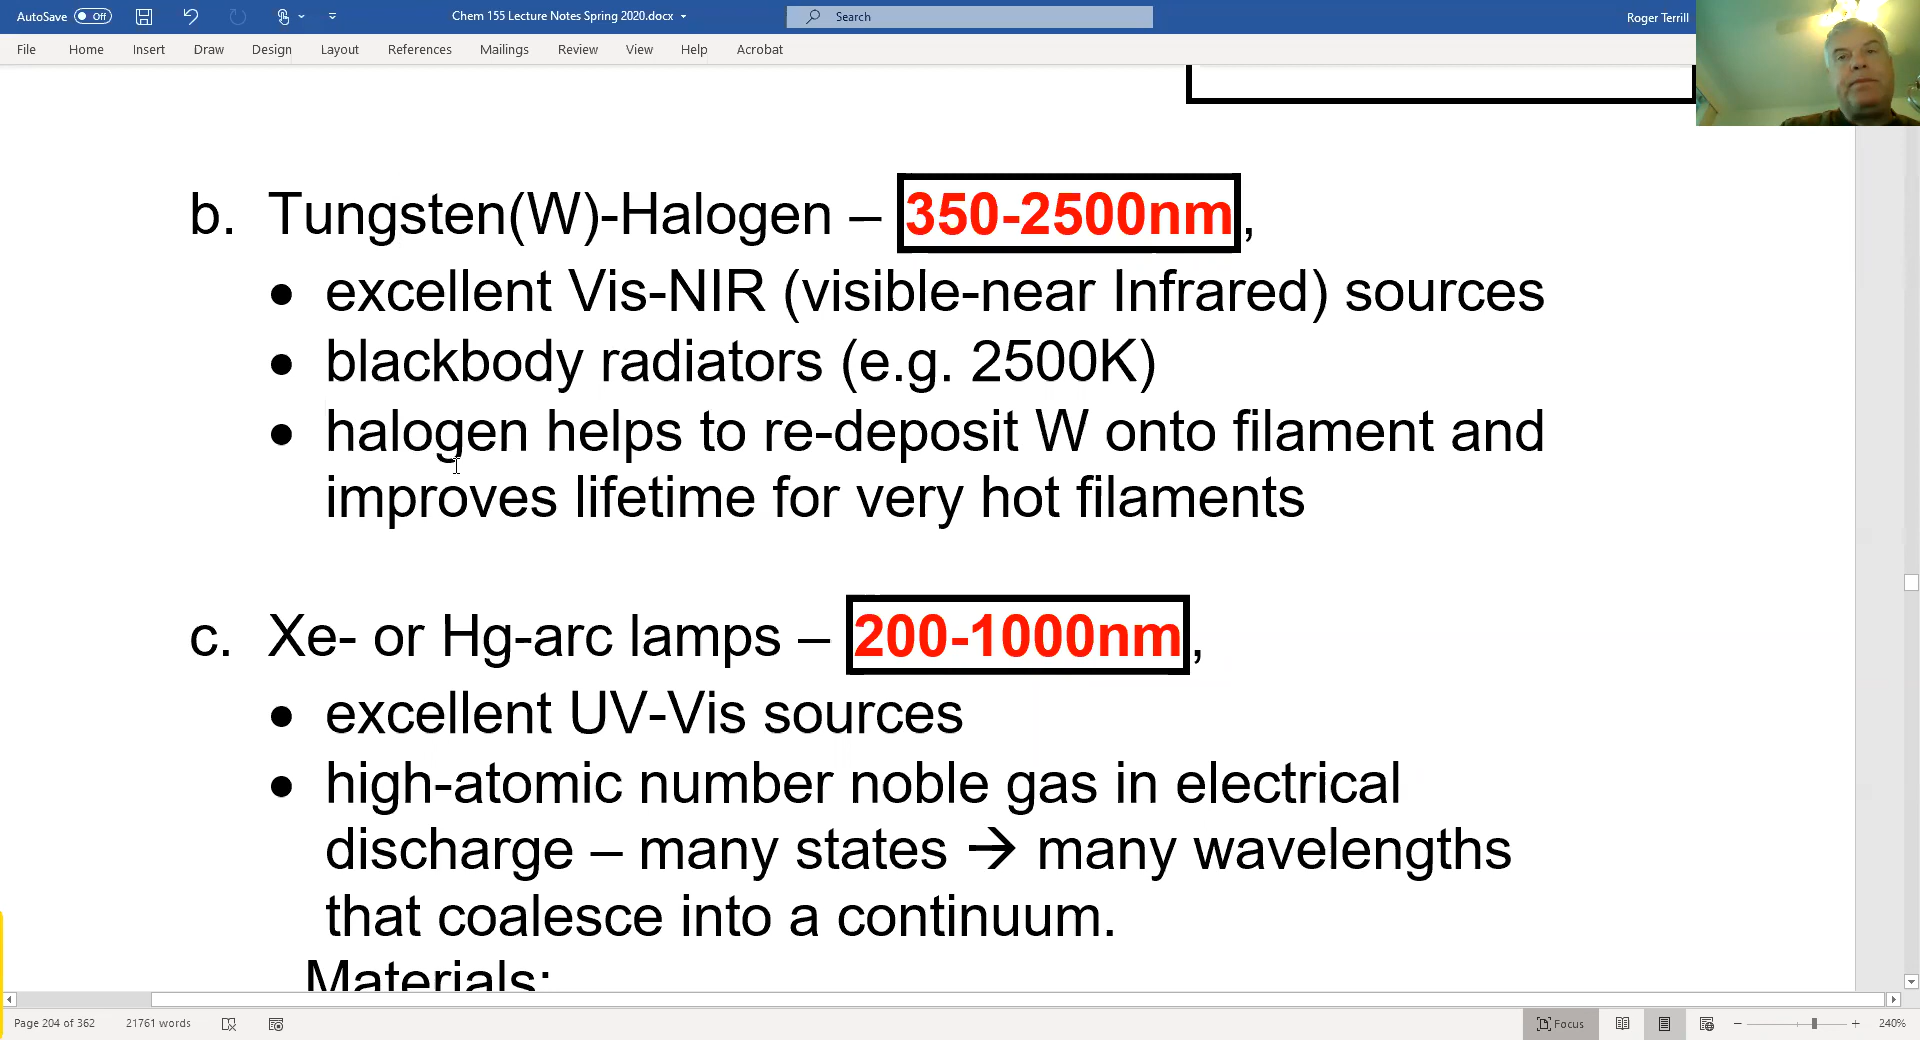 AutoSave Off Chem 155 Lecture Notes Spring 2020.docx Search Roger Terrill
File Home Insert Draw Design Layout References Mailings Review View Help Acrobat
b. Tungsten(W)-Halogen – 350-2500nm,
● excellent Vis-NIR (visible-near Infrared) sources
● blackbody radiators (e.g. 2500K)
● halogen helps to re-deposit W onto filament and
improves lifetime for very hot filaments
c. Xe- or Hg-arc lamps – 200-1000nm,
● excellent UV-Vis sources
● high-atomic number noble gas in electrical
discharge – many states → many wavelengths
that coalesce into a continuum.
Materials:
Page 204 of 362 21761 words Focus 240%